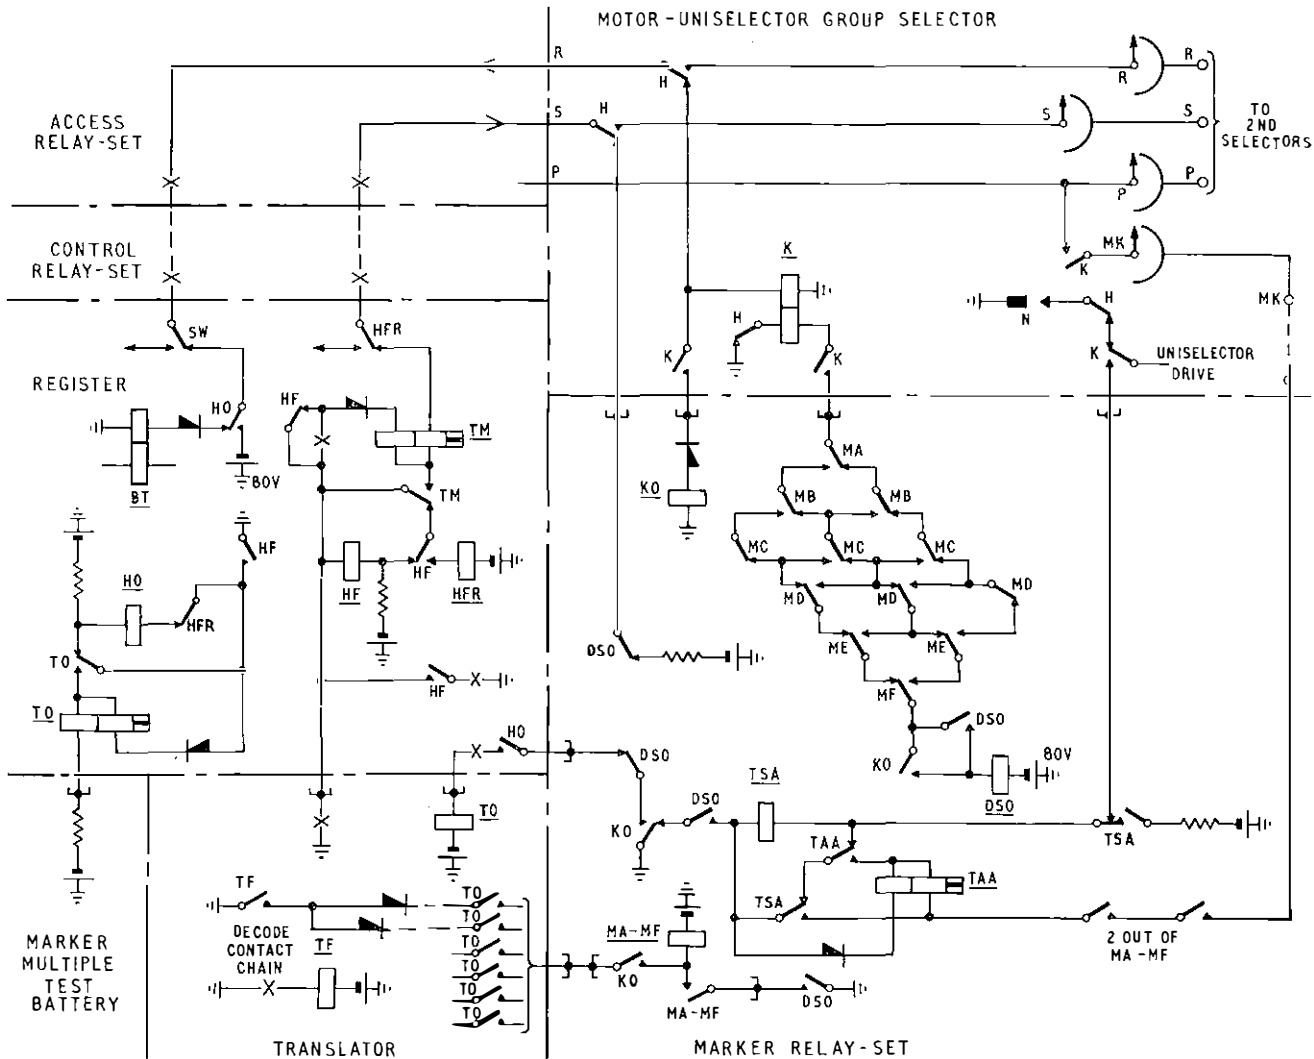 MOTOR-UNISELECTOR GROUP SELECTOR
R
H
R
R
ACCESS
RELAY-SET
S
H
S
S
TO
2ND
SELECTORS
P
P
P
CONTROL
RELAY-SET
K
MK
K
MK
H
N
H
SW
HFR
K
K
K
UNISELECTOR
DRIVE
REGISTER
HO
HF
TM
BT
80V
TM
KO
MA
MB
MB
MC
MC
MC
HF
HO
HF
HF
HFR
MD
MD
MD
HFR
ME
ME
DSO
TO
HF
MF
TO
HO
DSO
DSO
KO
80V
DSO
TSA
DSO
TO
KO
TSA
TAA
TAA
TSA
TF
TO
TO
TO
TO
TO
TO
DECODE
CONTACT
CHAIN
TF
MA-MF
KO
2 OUT OF
MA-MF
MARKER
MULTIPLE
TEST
BATTERY
MA-MF
DSO
TRANSLATOR
MARKER RELAY-SET